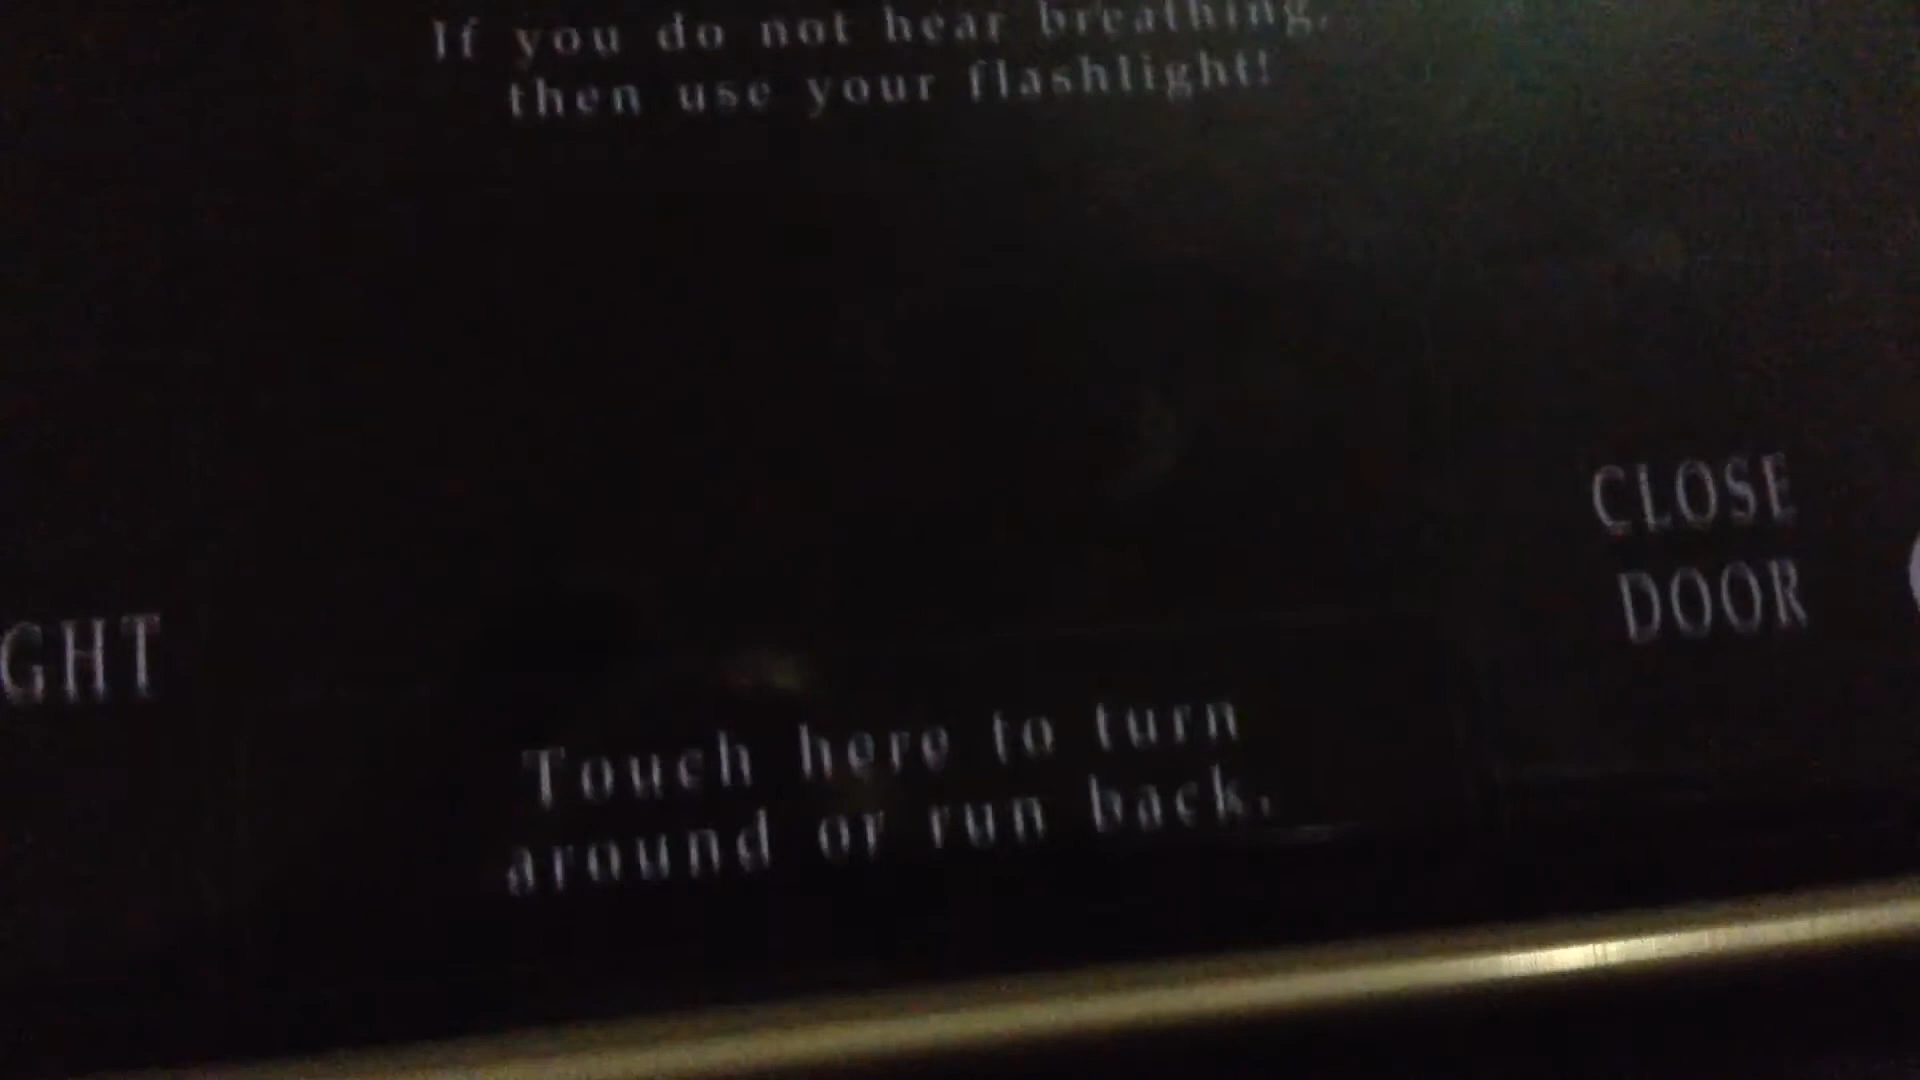 If you do not hear breathing,
then use your flashlight!
CLOSE
DOOR
GHT
Touch here to turn
around or run back.